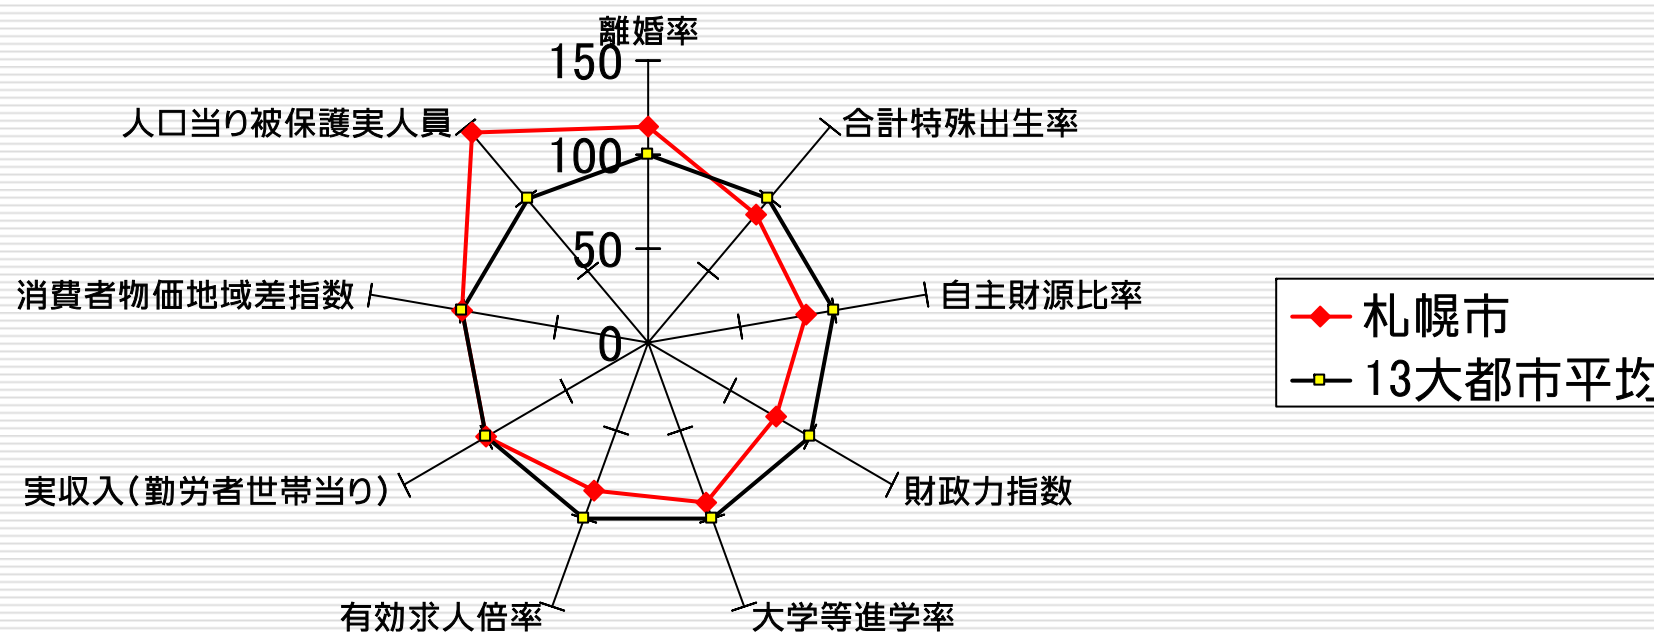 離婚率
150
人口当り被保護実人員
合計特殊出生率
100
50
消費者物価地域差指数
自主財源比率
0
札幌市
13大都市平均
実収入(勤労者世帯当り)
財政力指数
有効求人倍率
大学等進学率